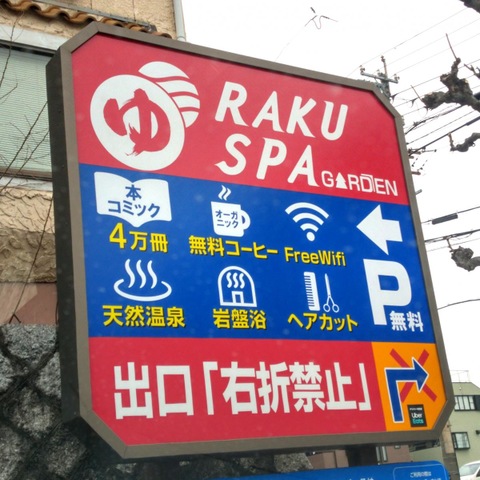 ゆ
RAKU
SPA
GARDEN
本
コミック
4万冊
オーガ
ニック
無料コーヒー
FreeWifi
天然温泉
岩盤浴
ヘアカット
P
無料
出口「右折禁止」
Uber
Eats